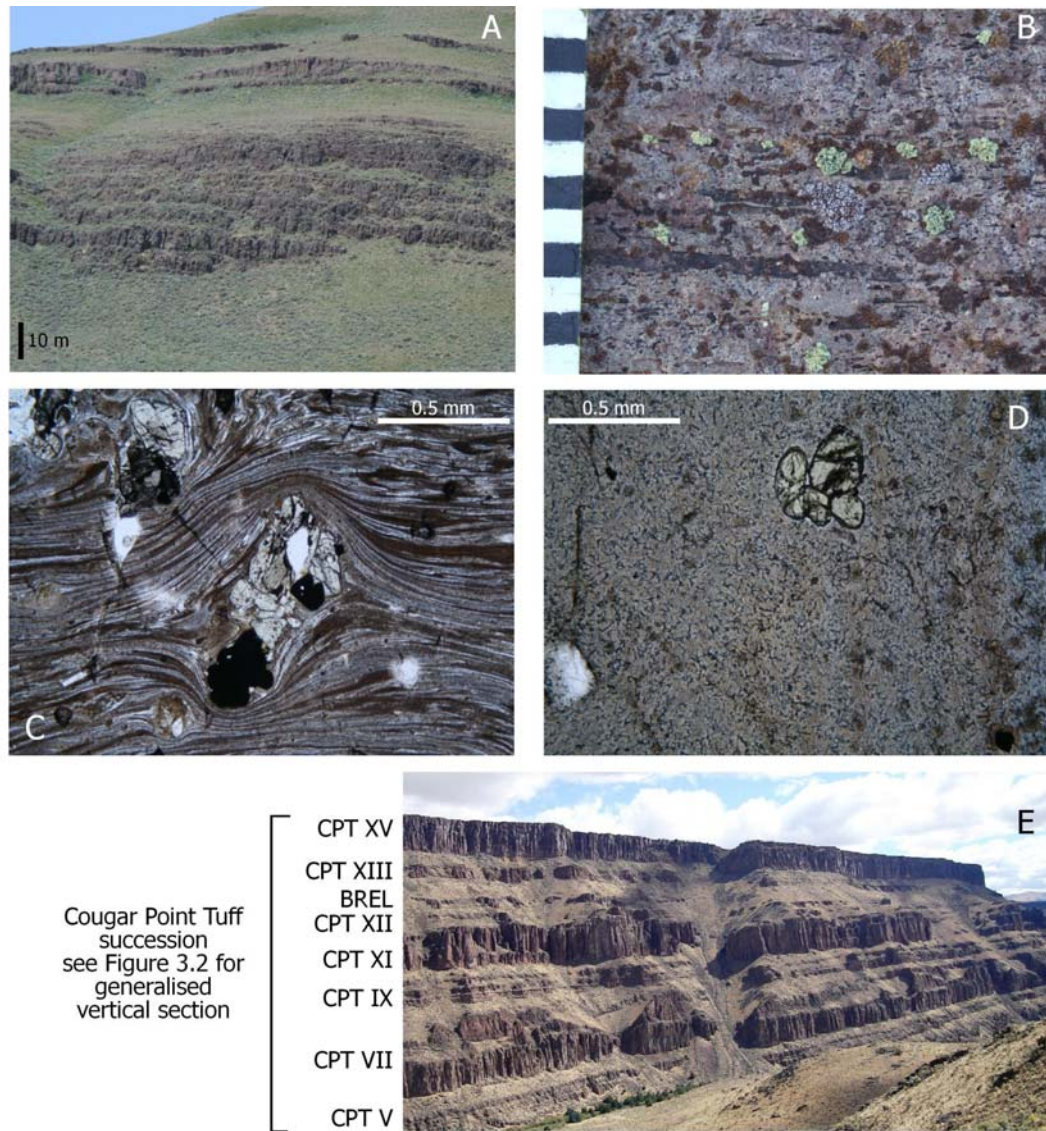 A
10 m
B
0.5 mm
C
0.5 mm
D
E
CPT XV
CPT XIII
BREL
CPT XII
CPT XI
CPT IX
CPT VII
CPT V
Cougar Point Tuff
succession
see Figure 3.2 for
generalised
vertical section